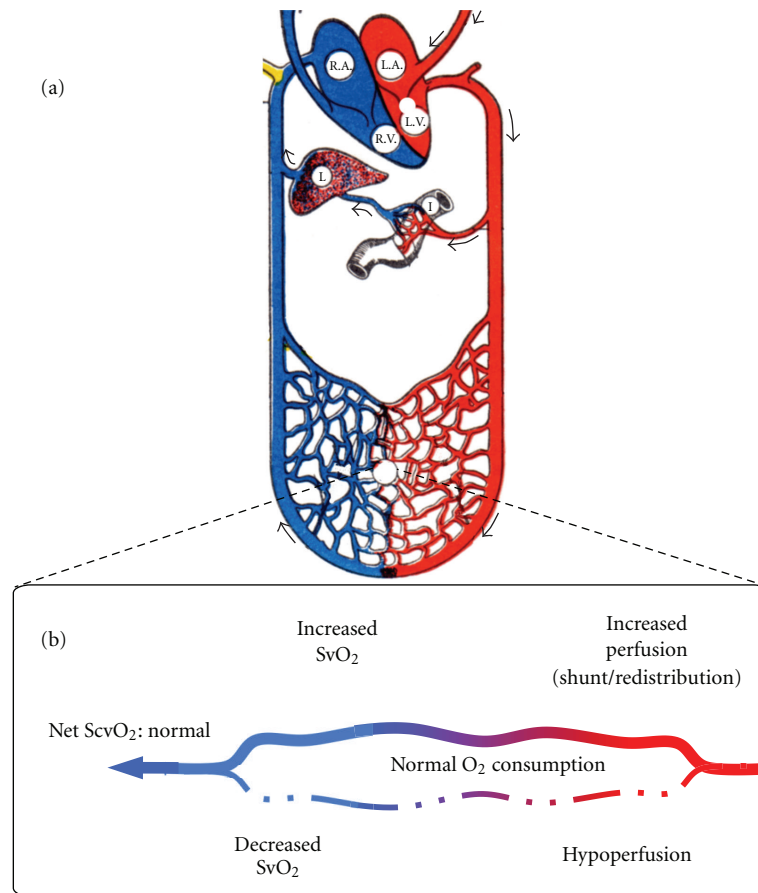 (a)
R.A.
L.A.
L.V.
R.V.
L
I
(b)
Increased
SvO₂
Increased
perfusion
(shunt/redistribution)
Net ScvO₂: normal
Normal O₂ consumption
Decreased
SvO₂
Hypoperfusion